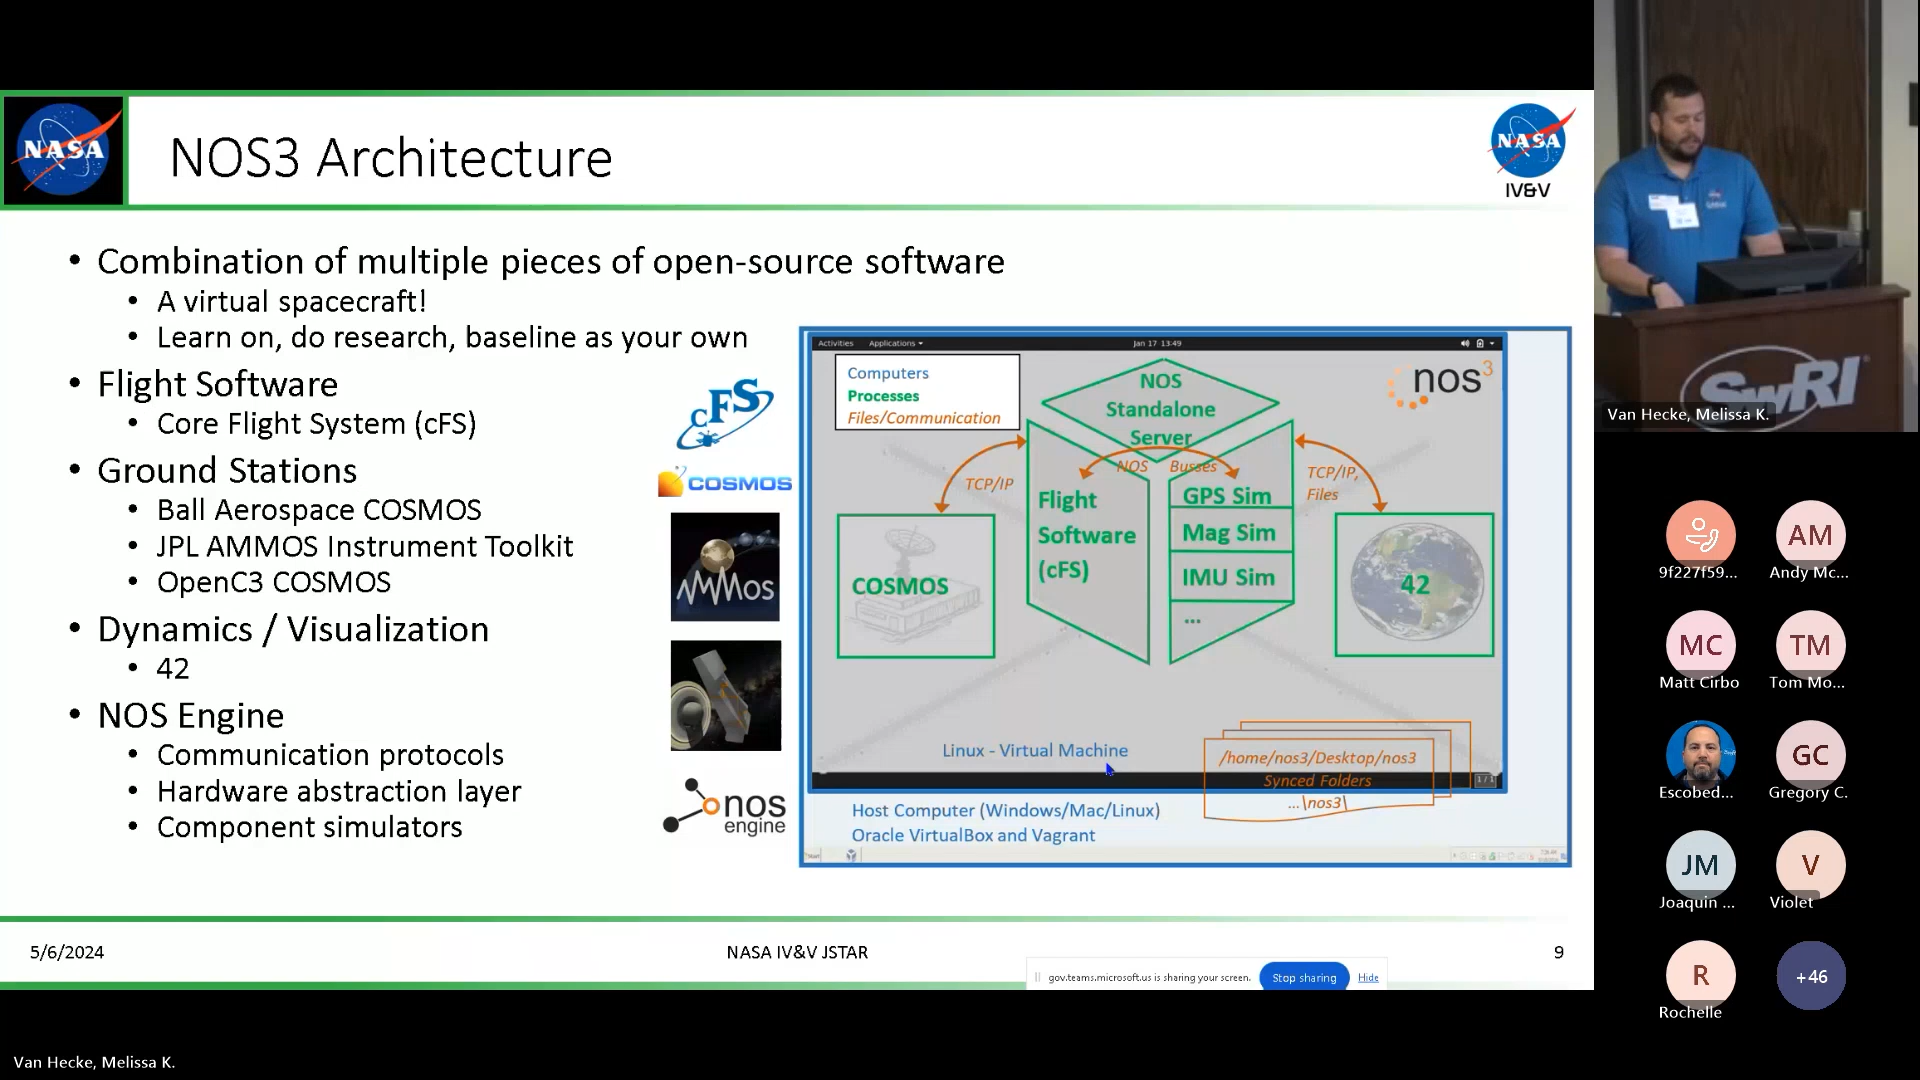 NASA
NOS3 Architecture
NASA
IV&V
• Combination of multiple pieces of open-source software
• A virtual spacecraft!
• Learn on, do research, baseline as your own
• Flight Software
• Core Flight System (cFS)
• Ground Stations
• Ball Aerospace COSMOS
• JPL AMMOS Instrument Toolkit
• OpenC3 COSMOS
• Dynamics / Visualization
• 42
• NOS Engine
• Communication protocols
• Hardware abstraction layer
• Component simulators
cFS
COSMOS
AMMOS
nos
engine
Activities Applications Jan 17 13:49
Computers
Processes
Files/Communication
NOS
Standalone
Server
nos3
TCP/IP
NOS Busses
TCP/IP,
Files
Flight
Software
(cFS)
GPS Sim
Mag Sim
IMU Sim
...
COSMOS
42
Linux - Virtual Machine
/home/nos3/Desktop/nos3
Synced Folders
...\nos3\
1 / 1
Host Computer (Windows/Mac/Linux)
Oracle VirtualBox and Vagrant
5/6/2024
NASA IV&V JSTAR
9
gov.teams.microsoft.us is sharing your screen. Stop sharing Hide
Van Hecke, Melissa K.
SwRI
Van Hecke, Melissa K.
9f227f59...
AM
Andy Mc...
MC
Matt Cirbo
TM
Tom Mo...
Escobed...
GC
Gregory C.
JM
Joaquin ...
V
Violet
R
Rochelle
+46